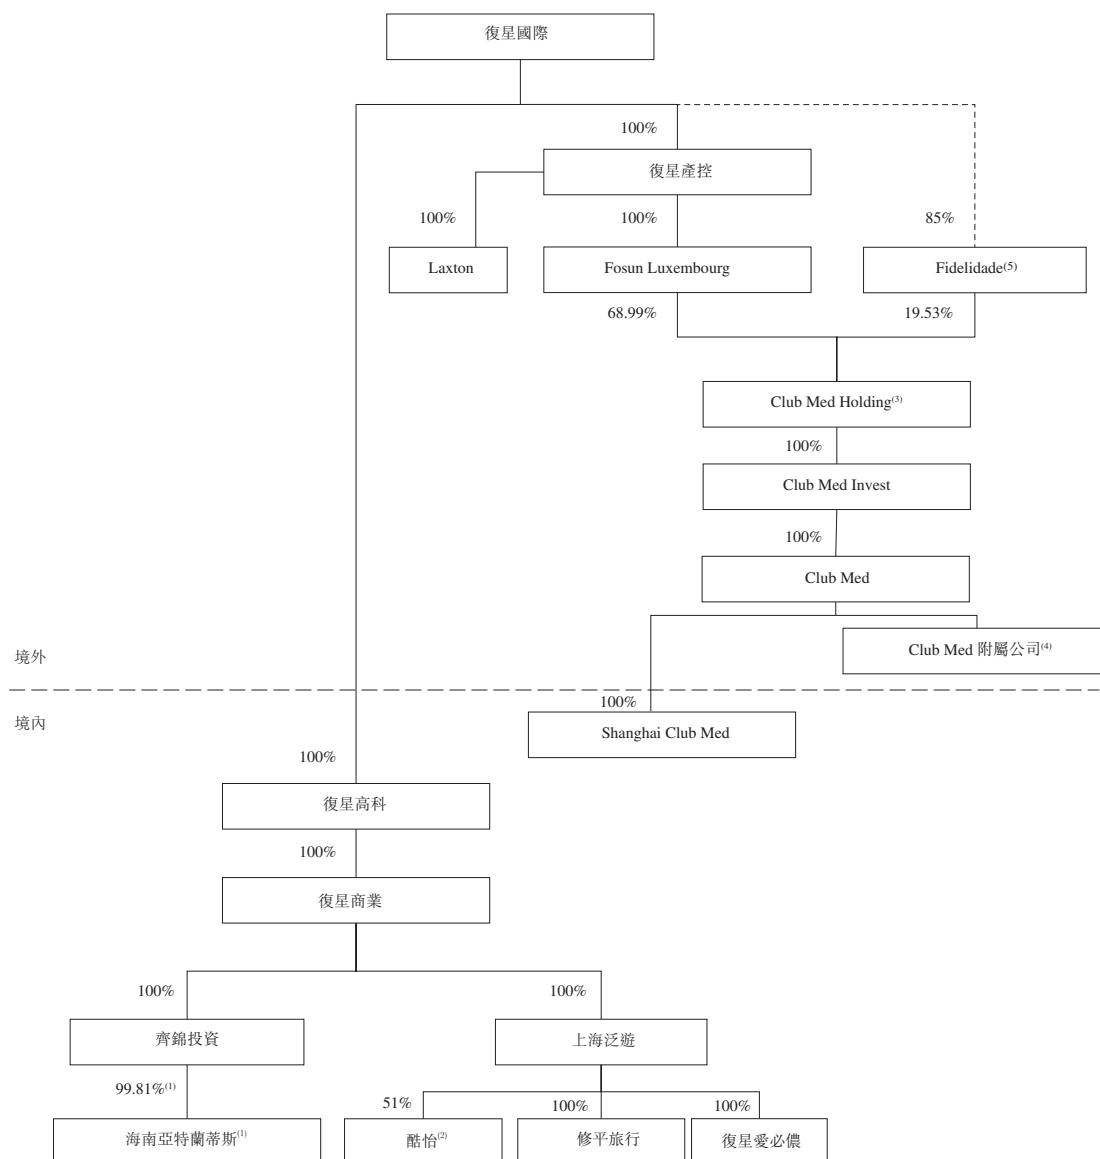 復星國際
100%
復星產控
100%
100%
85%
Laxton
Fosun Luxembourg
Fidelidade(5)
68.99%
19.53%
Club Med Holding(3)
100%
Club Med Invest
100%
Club Med
Club Med 附屬公司(4)
境外
境內
100%
Shanghai Club Med
100%
復星高科
100%
復星商業
100%
100%
齊錦投資
上海泛遊
99.81%(1)
51%
100%
100%
海南亞特蘭蒂斯(1)
酷怡(2)
修平旅行
復星愛必儂